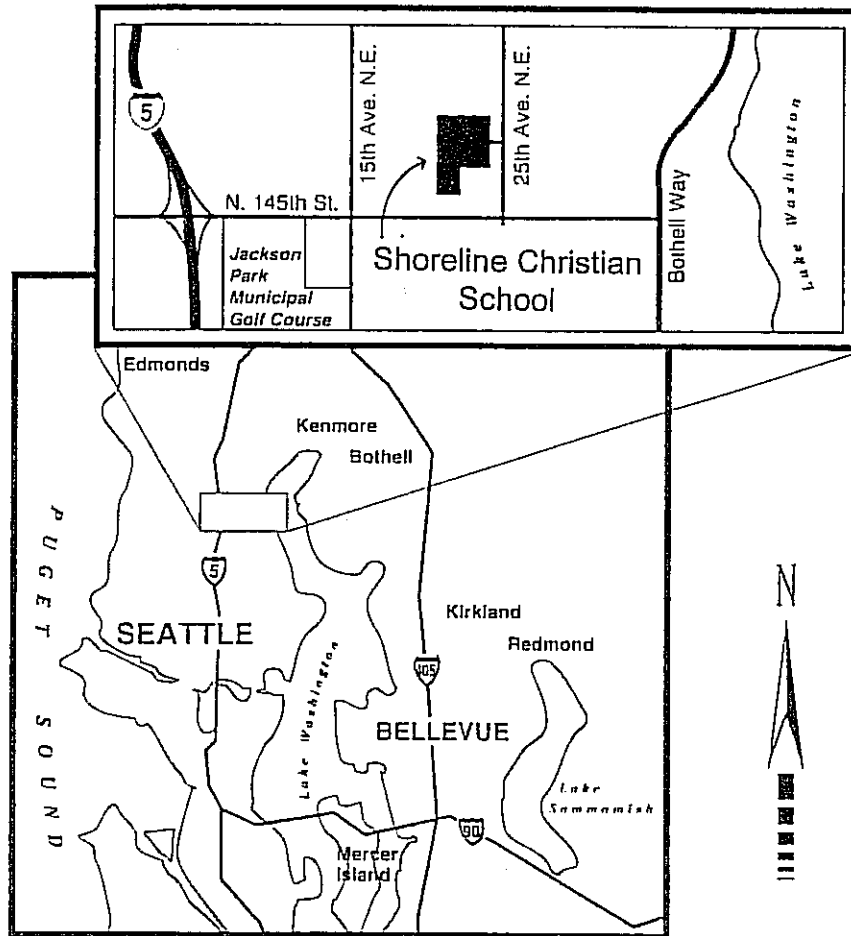 5
15th Ave. N.E.
25th Ave. N.E.
Bothell Way
Lake Washington
N. 145th St.
Jackson
Park
Municipal
Golf Course
Shoreline Christian
School
Edmonds
Kenmore
Bothell
PUGET SOUND
5
SEATTLE
Lake Washington
Kirkland
Redmond
405
BELLEVUE
Lake
Sammamish
90
Mercer
Island
N